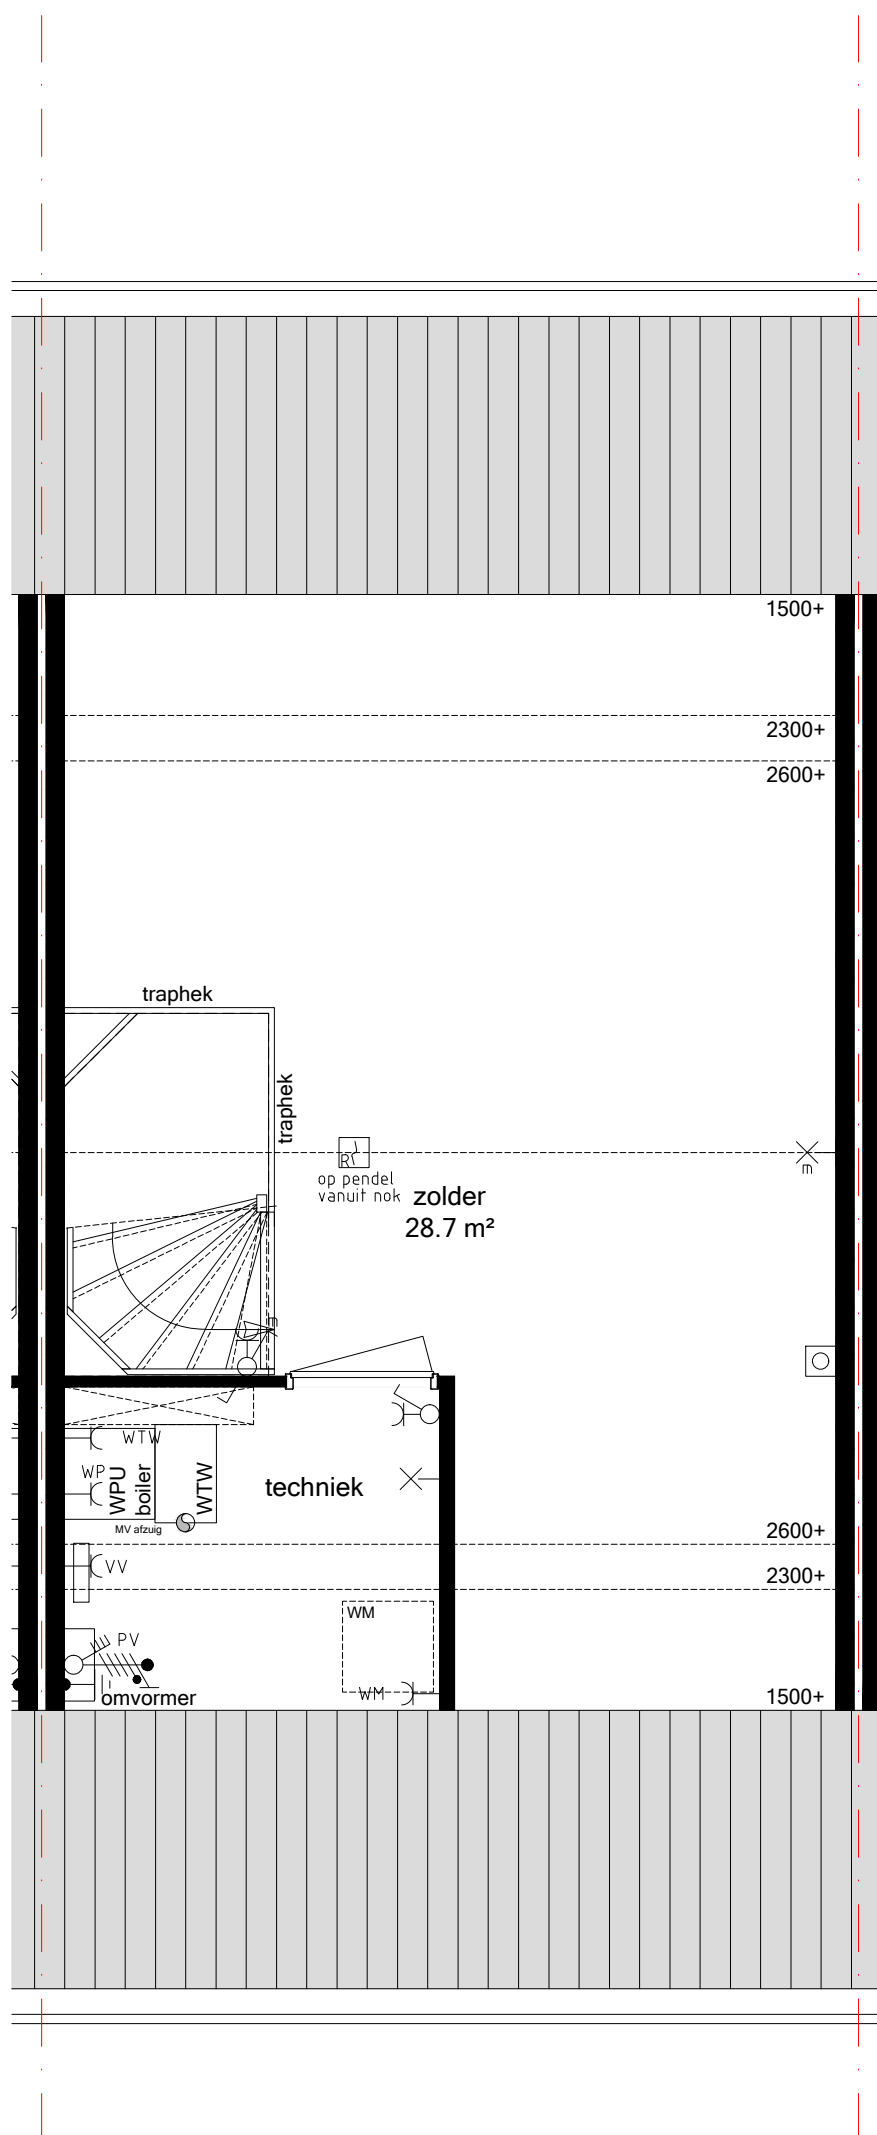 1500+
2300+
2600+
traphek
traphek
R
m
op pendel
vanuit nok
zolder
28.7 m²
m
WTW
WP
WPU
boiler
WTW
techniek
MV afzuig
2600+
VV
2300+
WM
PV
WM
omvormer
1500+